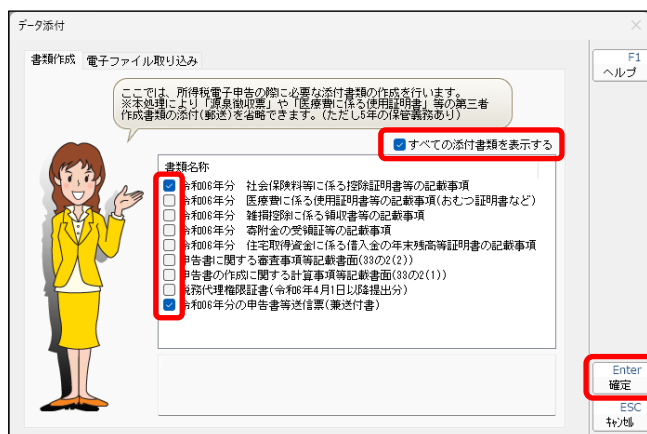 データ添付
書類作成 電子ファイル取り込み
F1
ヘルプ
ここでは、所得税電子申告の際に必要な添付書類の作成を行います。
※本処理により「源泉徴収票」や「医療費に係る使用証明書」等の第三者
作成書類の添付(郵送)を省略できます。(ただし5年の保管義務あり)
すべての添付書類を表示する
書類名称
令和06年分 社会保険料等に係る控除証明書等の記載事項
令和06年分 医療費に係る使用証明書等の記載事項(おむつ証明書など)
令和06年分 雑損控除に係る領収書等の記載事項
令和06年分 寄附金の受領証等の記載事項
令和06年分 住宅取得資金に係る借入金の年末残高等証明書の記載事項
申告書に関する審査事項等記載書面(33の2(2))
申告書の作成に関する計算事項等記載書面(33の2(1))
税務代理権限証書(令和6年4月1日以降提出分)
令和06年分の申告書等送信票(兼送付書)
Enter
確定
ESC
キャンセル